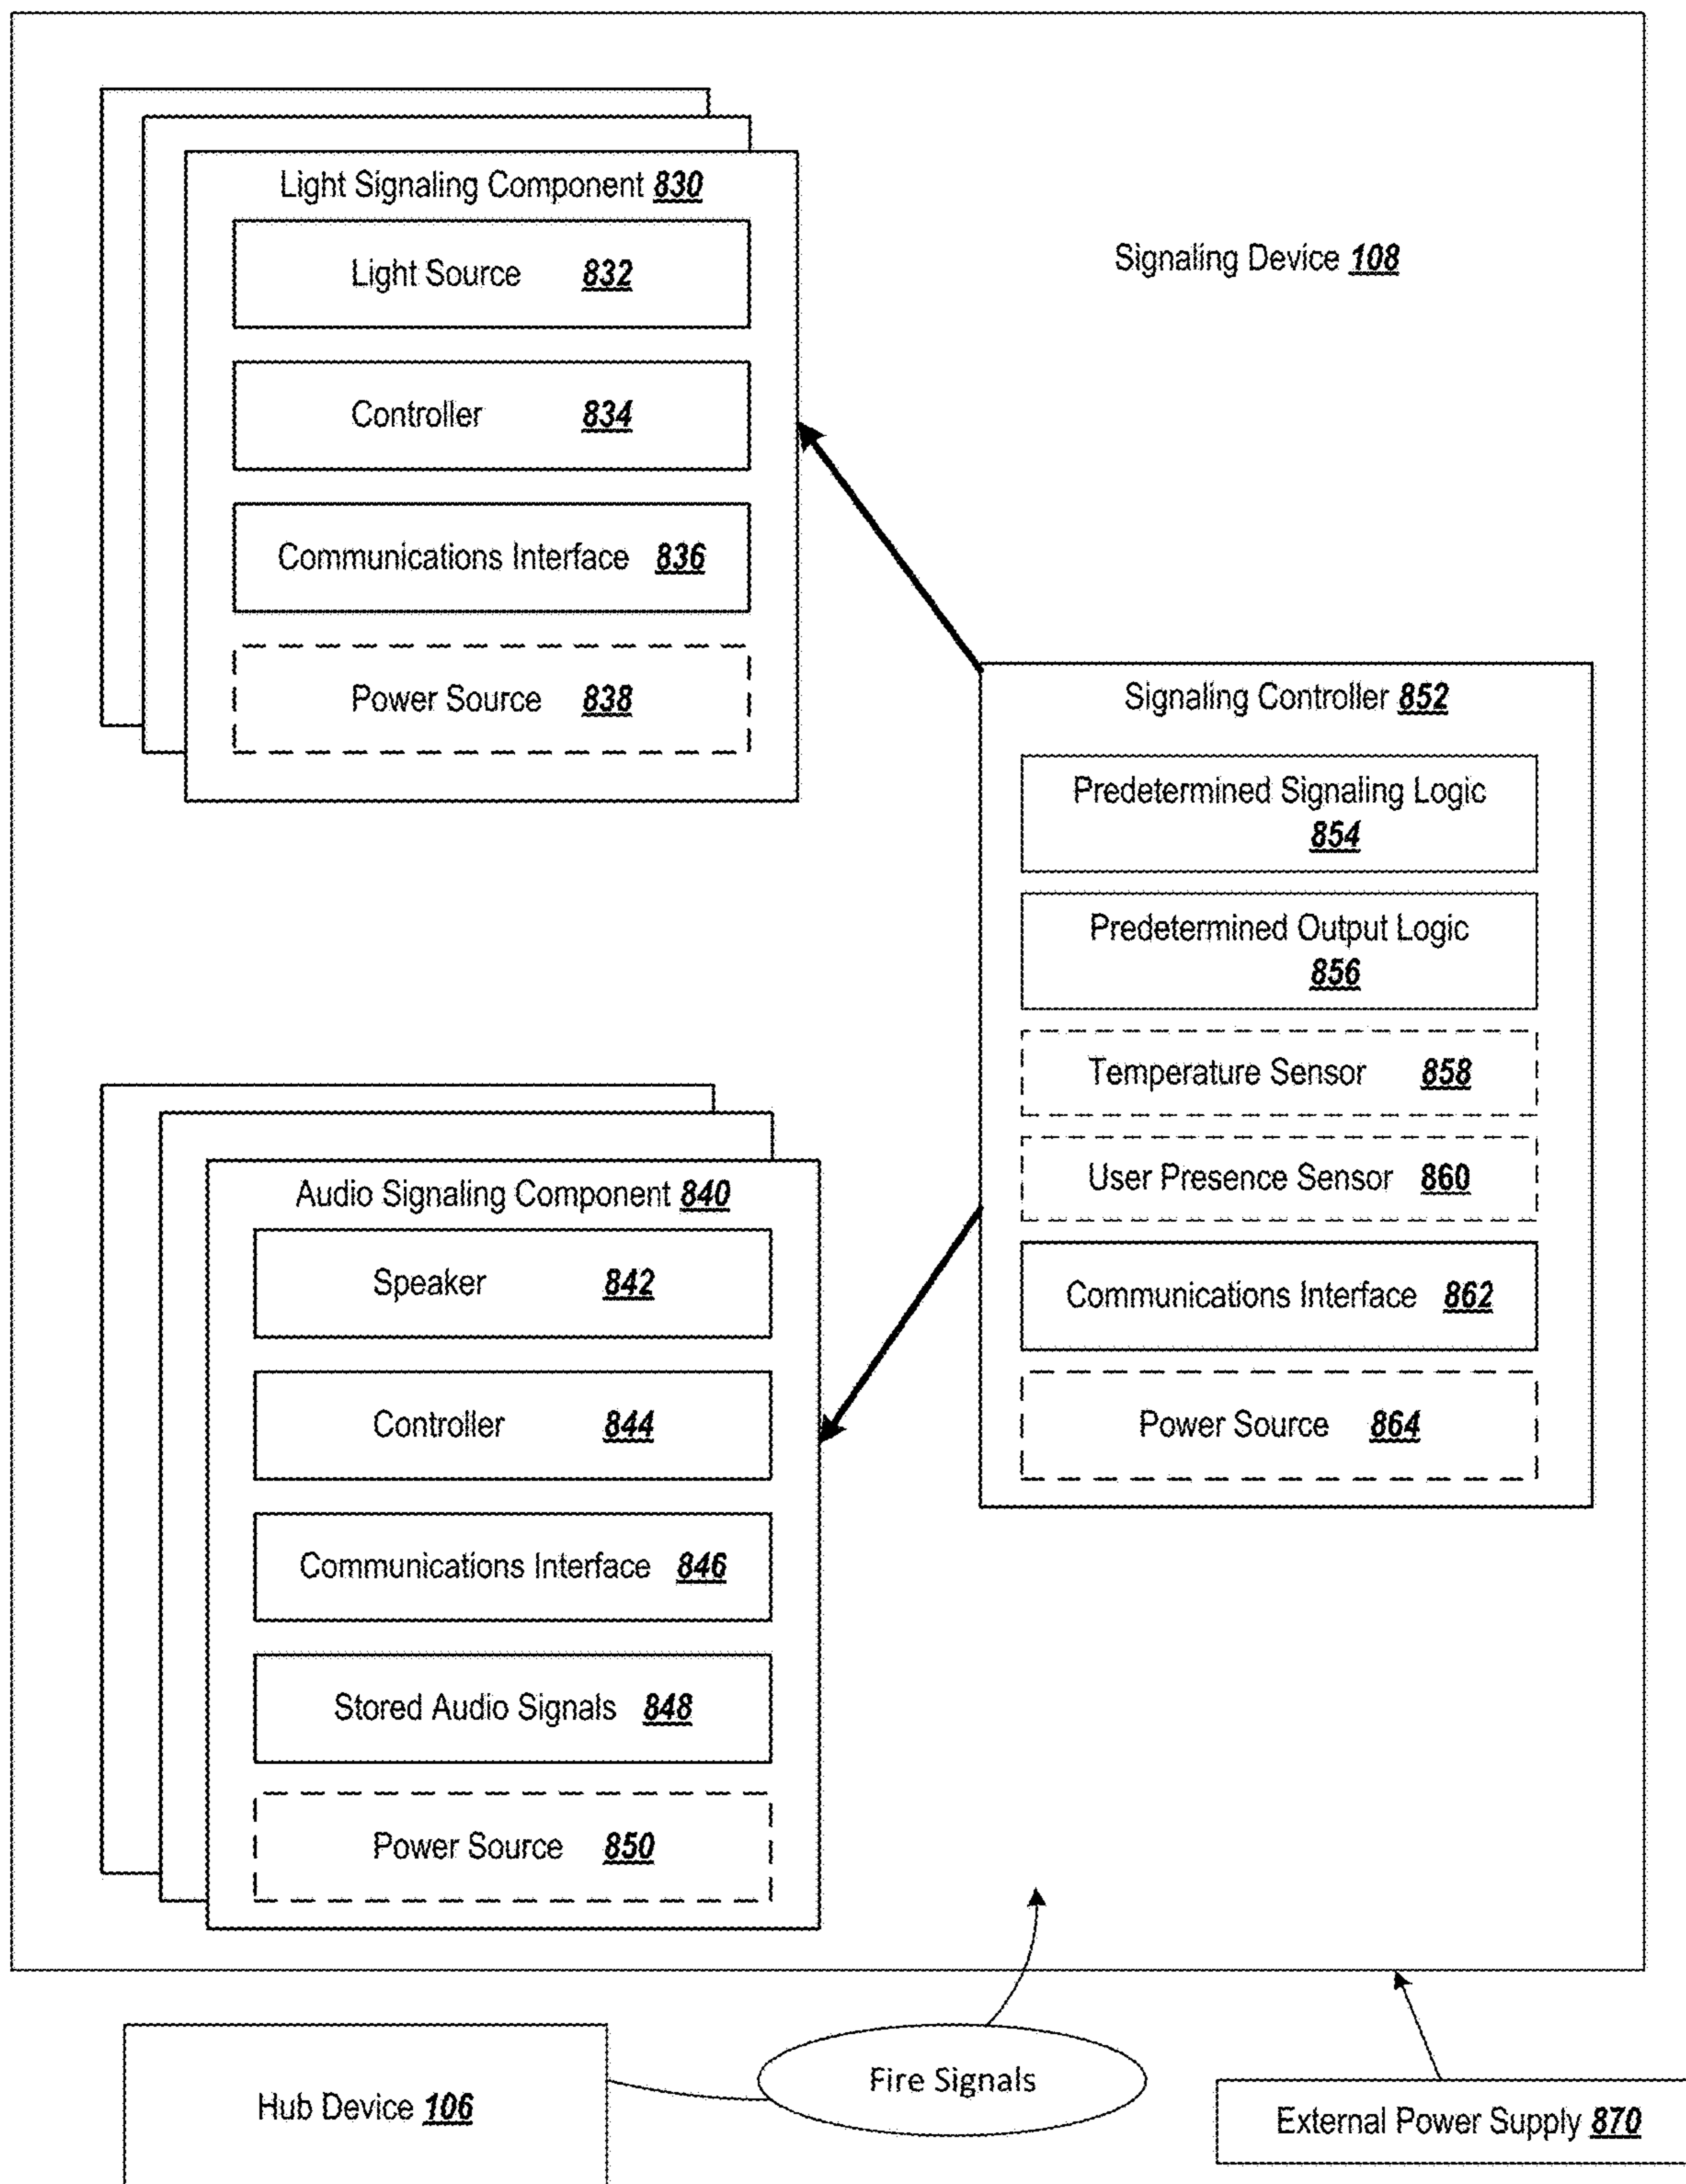 Light Signaling Component 830
Light Source 832
Controller 834
Communications Interface 836
Power Source 838
Signaling Device 108
Signaling Controller 852
Predetermined Signaling Logic
854
Predetermined Output Logic
856
Temperature Sensor 858
User Presence Sensor 860
Communications Interface 862
Power Source 864
Audio Signaling Component 840
Speaker 842
Controller 844
Communications Interface 846
Stored Audio Signals 848
Power Source 850
Fire Signals
Hub Device 106
External Power Supply 870